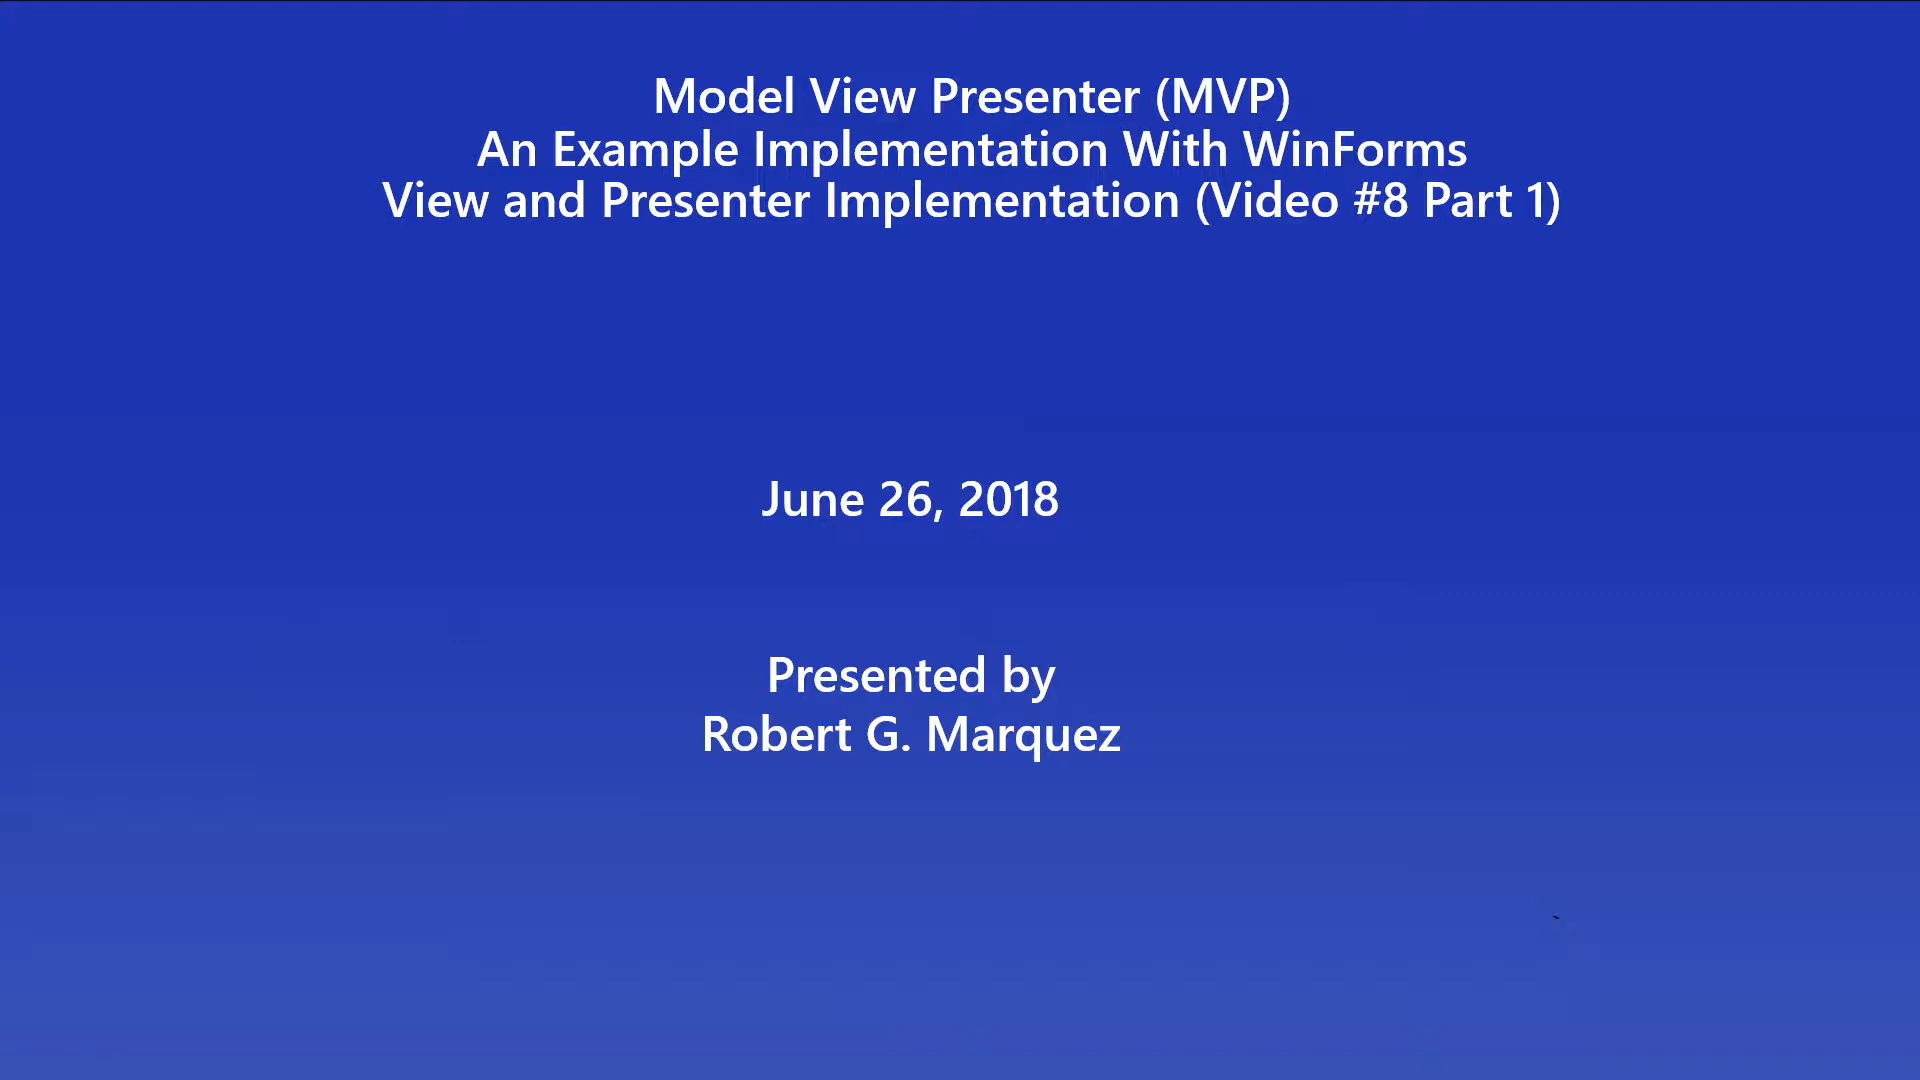 Model View Presenter (MVP)
An Example Implementation With WinForms
View and Presenter Implementation (Video #8 Part 1)
June 26, 2018
Presented by
Robert G. Marquez